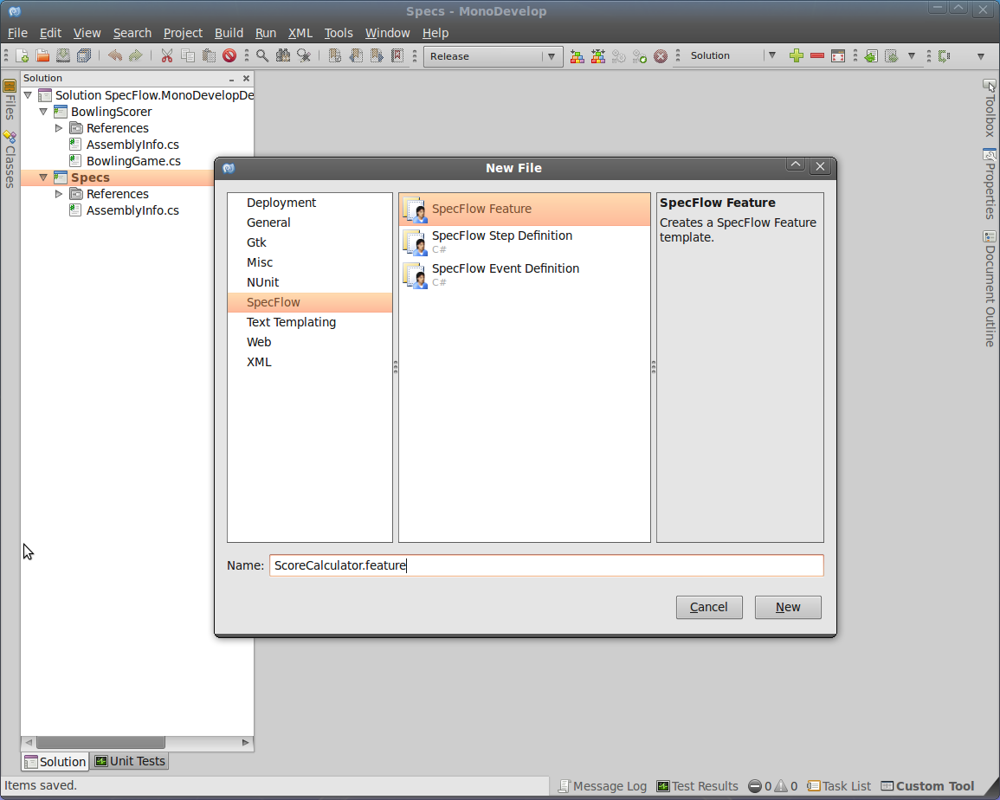 Specs - MonoDevelop
File Edit View Search Project Build Run XML Tools Window Help
Release
Solution
Solution
Solution SpecFlow.MonoDevelopDe
BowlingScorer
References
AssemblyInfo.cs
BowlingGame.cs
Specs
References
AssemblyInfo.cs
Files
Classes
Toolbox
Properties
Document Outline
New File
Deployment
General
Gtk
Misc
NUnit
SpecFlow
Text Templating
Web
XML
SpecFlow Feature
SpecFlow Step Definition
C#
SpecFlow Event Definition
C#
SpecFlow Feature
Creates a SpecFlow Feature
template.
Name: ScoreCalculator.feature
Cancel New
Solution Unit Tests
Items saved.
Message Log Test Results 0 0 Task List Custom Tool